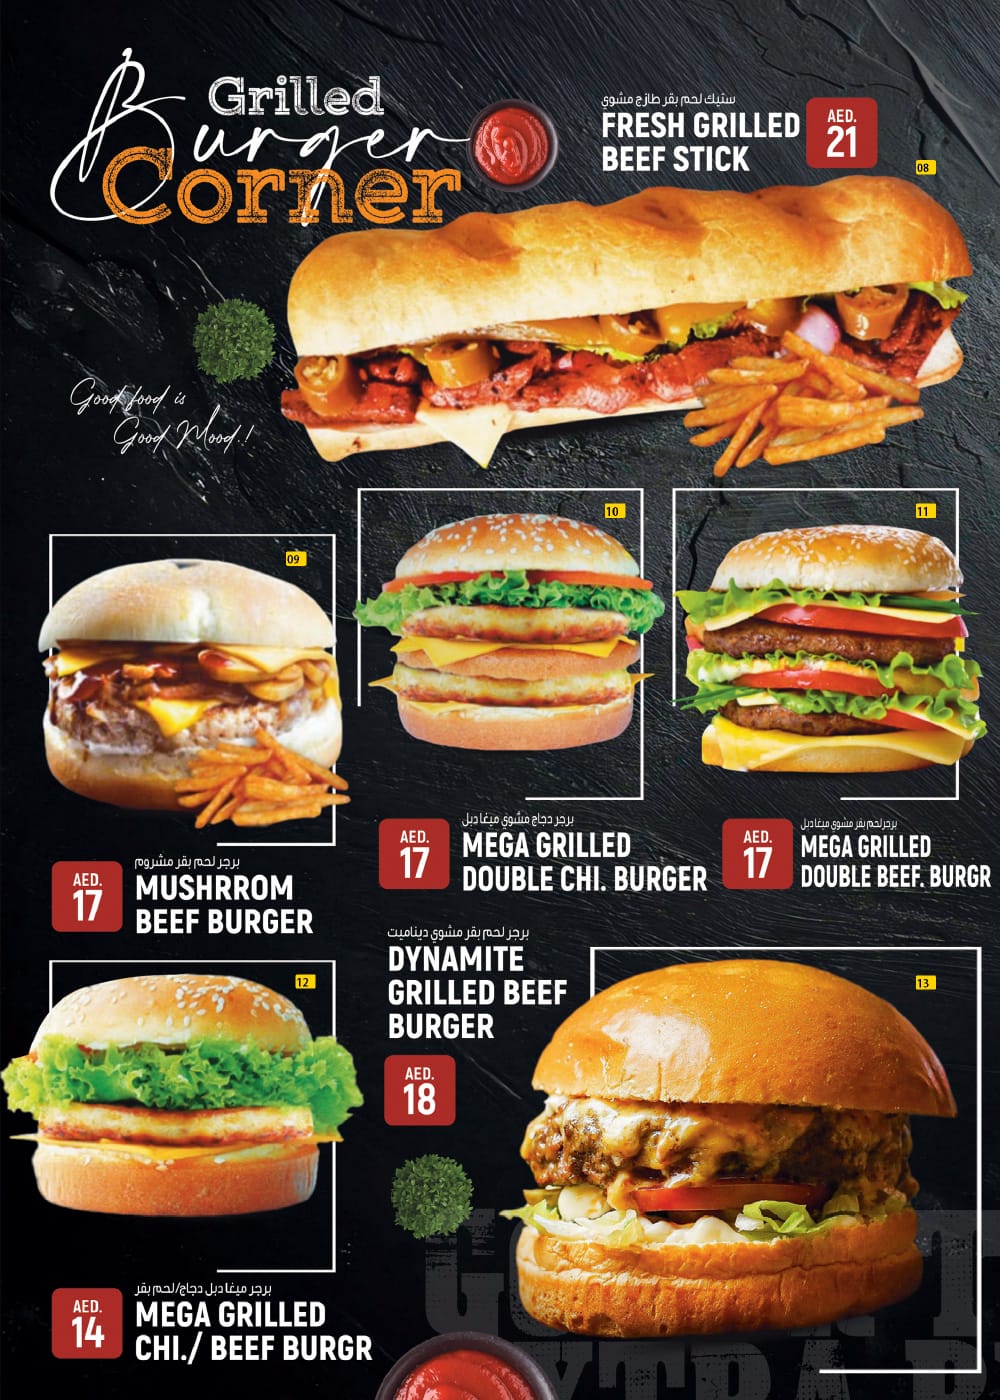 Grilled
Burger
Corner
ستيك لحم بقر طازج مشوي
FRESH GRILLED
BEEF STICK
AED.
21
08
Good food is
Good Mood.!
09
10
11
برجر لحم بقر مشروم
MUSHRROM
BEEF BURGER
AED.
17
برجر دجاج مشوي ميغا دبل
MEGA GRILLED
DOUBLE CHI. BURGER
AED.
17
برجر لحم بقر مشوي ميغا دبل
MEGA GRILLED
DOUBLE BEEF. BURGR
AED.
17
12
برجر لحم بقر مشوي ديناميت
DYNAMITE
GRILLED BEEF
BURGER
AED.
18
13
برجر ميغا دبل دجاج/لحم بقر
MEGA GRILLED
CHI./ BEEF BURGR
AED.
14